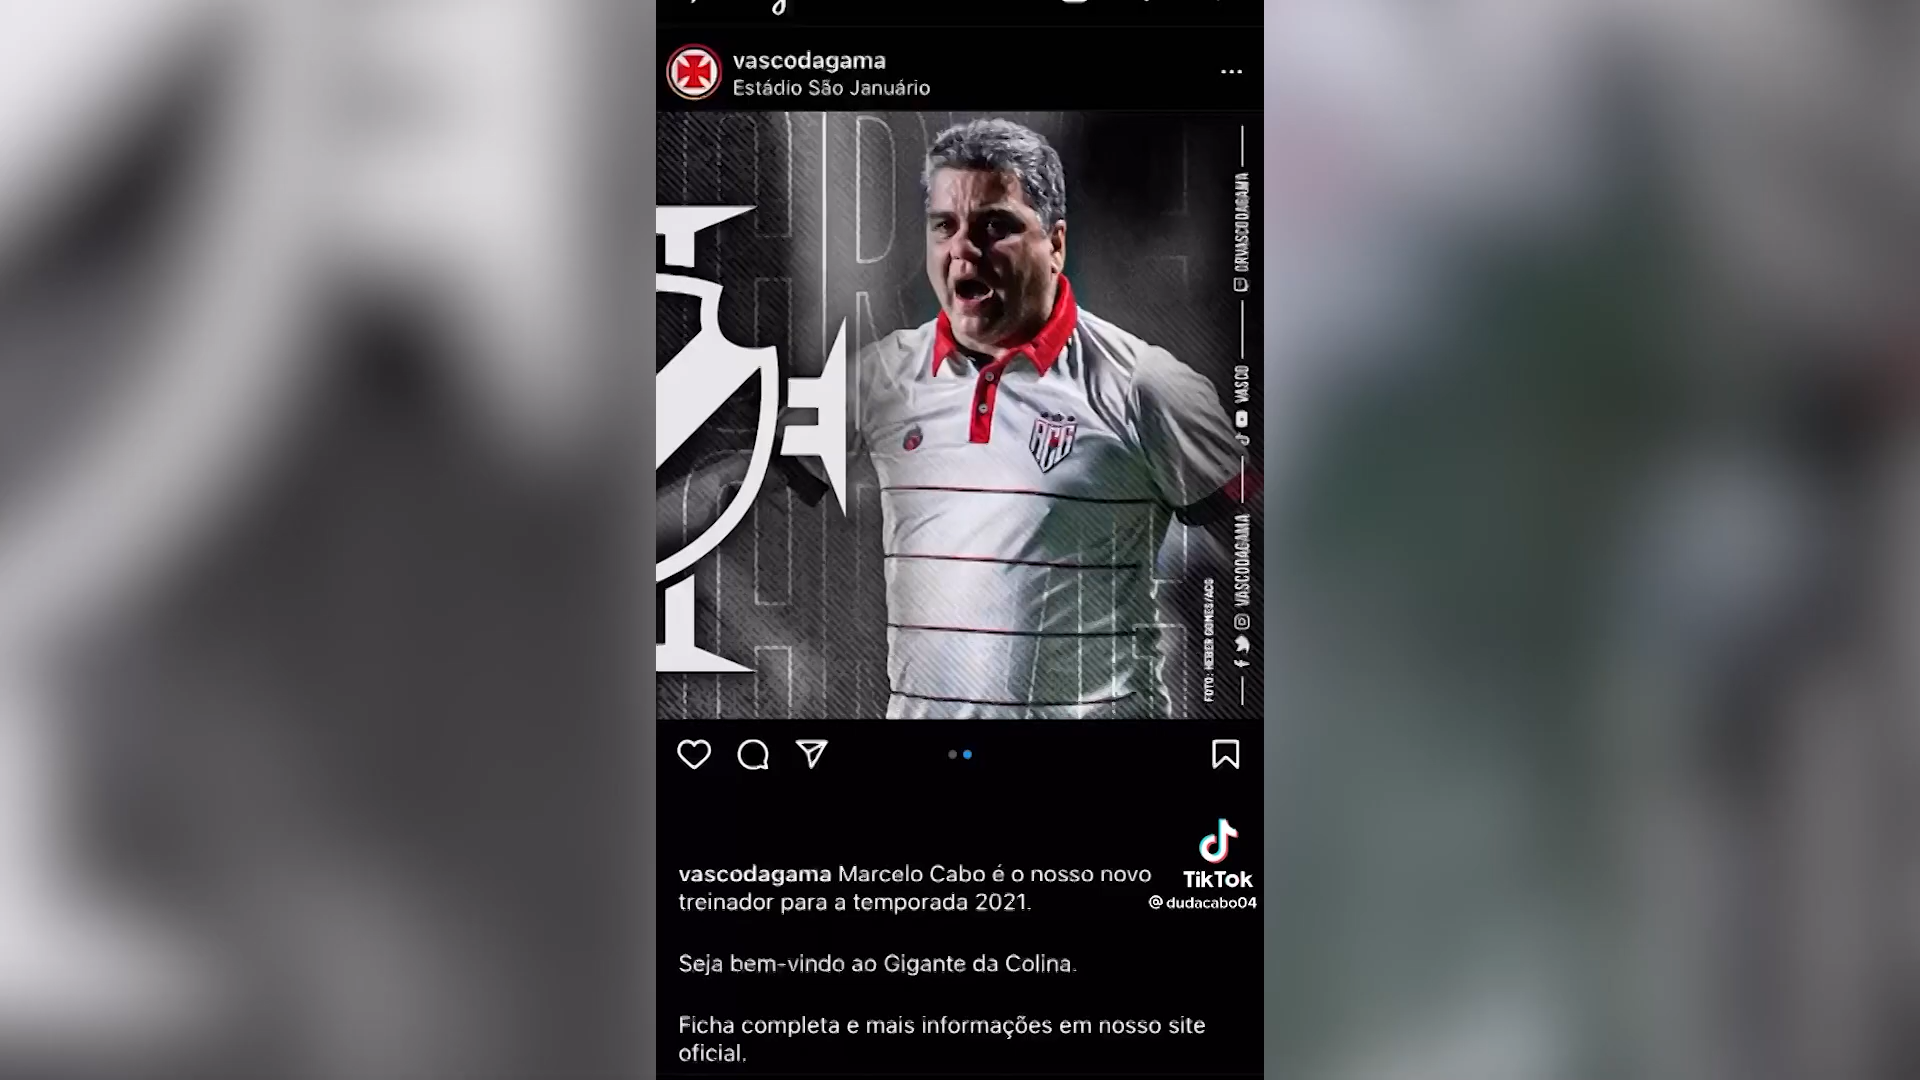 vascodagama
Estádio São Januário
ACG
CRVASCODAGAMA
VASCO
VASCODAGAMA
FOTO: HEBER GOMES/ACG
vascodagama Marcelo Cabo é o nosso novo
treinador para a temporada 2021.
TikTok
@dudacabo04
Seja bem-vindo ao Gigante da Colina.
Ficha completa e mais informações em nosso site
oficial.